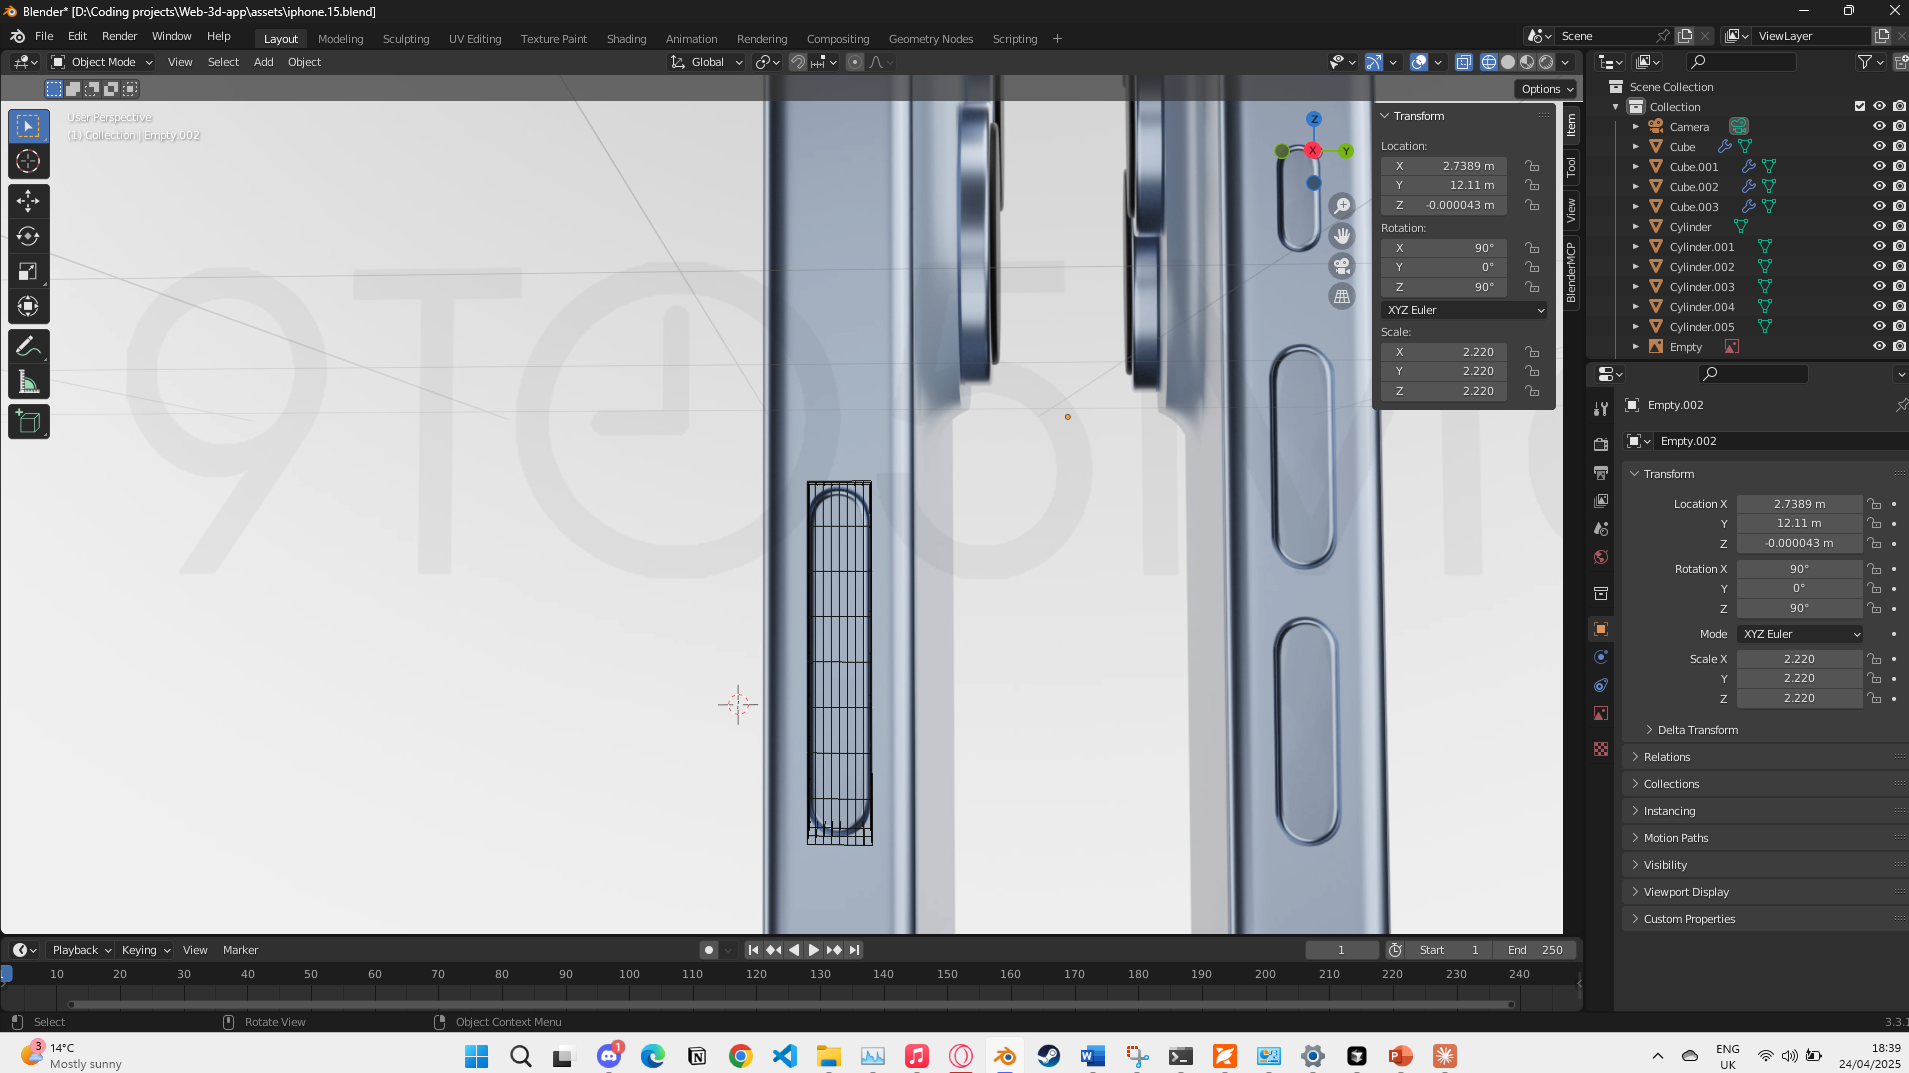 Blender* [D:\Coding projects\Web-3d-app\assets\iphone.15.blend]
File Edit Render Window Help Layout Modeling Sculpting UV Editing Texture Paint Shading Animation Rendering Compositing Geometry Nodes Scripting + Scene ViewLayer
Object Mode View Select Add Object Global
Options
User Perspective
(1) Collection | Empty.002
Transform
Location:
X 2.7389 m
Y 12.11 m
Z -0.000043 m
Rotation:
X 90°
Y 0°
Z 90°
XYZ Euler
Scale:
X 2.220
Y 2.220
Z 2.220
Item
Tool
View
BlenderMCP
Z
X
Y
9TO5M
Scene Collection
Collection
Camera
Cube
Cube.001
Cube.002
Cube.003
Cylinder
Cylinder.001
Cylinder.002
Cylinder.003
Cylinder.004
Cylinder.005
Empty
Empty.002
Empty.002
Transform
Location X 2.7389 m
Y 12.11 m
Z -0.000043 m
Rotation X 90°
Y 0°
Z 90°
Mode XYZ Euler
Scale X 2.220
Y 2.220
Z 2.220
Delta Transform
Relations
Collections
Instancing
Motion Paths
Visibility
Viewport Display
Custom Properties
Playback Keying View Marker 1 Start 1 End 250
10 20 30 40 50 60 70 80 90 100 110 120 130 140 150 160 170 180 190 200 210 220 230 240
Select Rotate View Object Context Menu 3.3.1
3 14°C
Mostly sunny
1
ENG
UK
18:39
24/04/2025